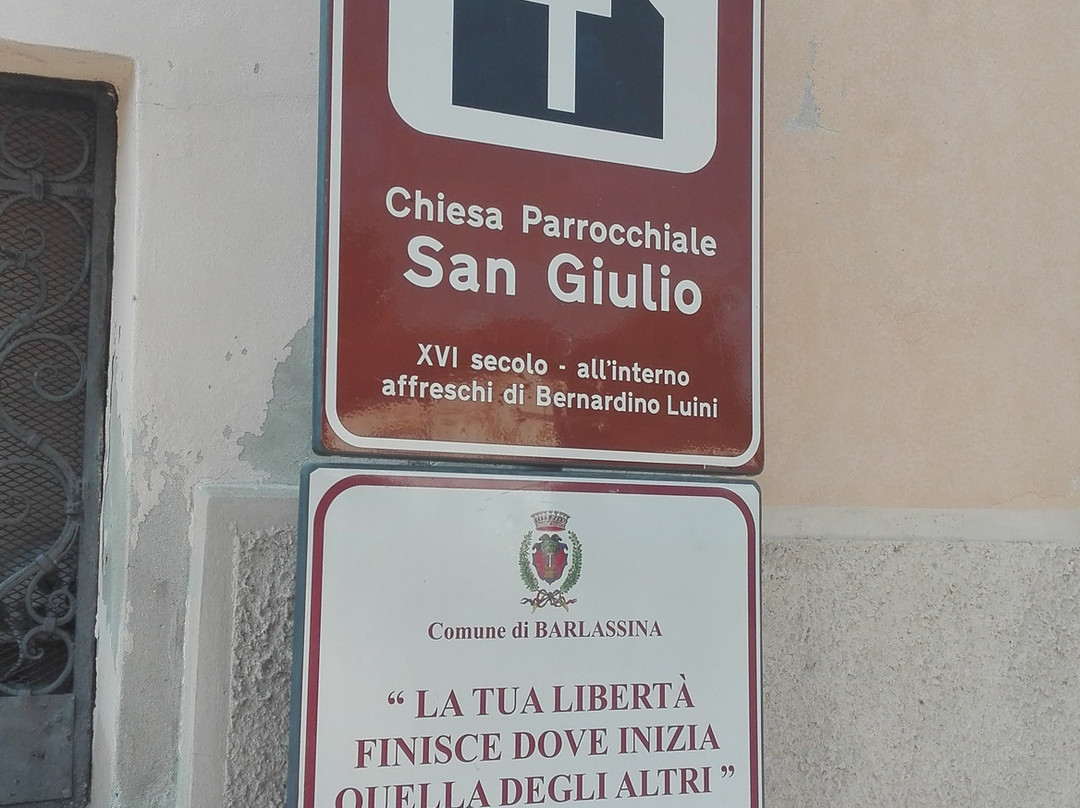 Chiesa Parrocchiale
San Giulio
XVI secolo - all'interno
affreschi di Bernardino Luini
Comune di BARLASSINA
“ LA TUA LIBERTÀ
FINISCE DOVE INIZIA
QUELLA DEGLI ALTRI ”